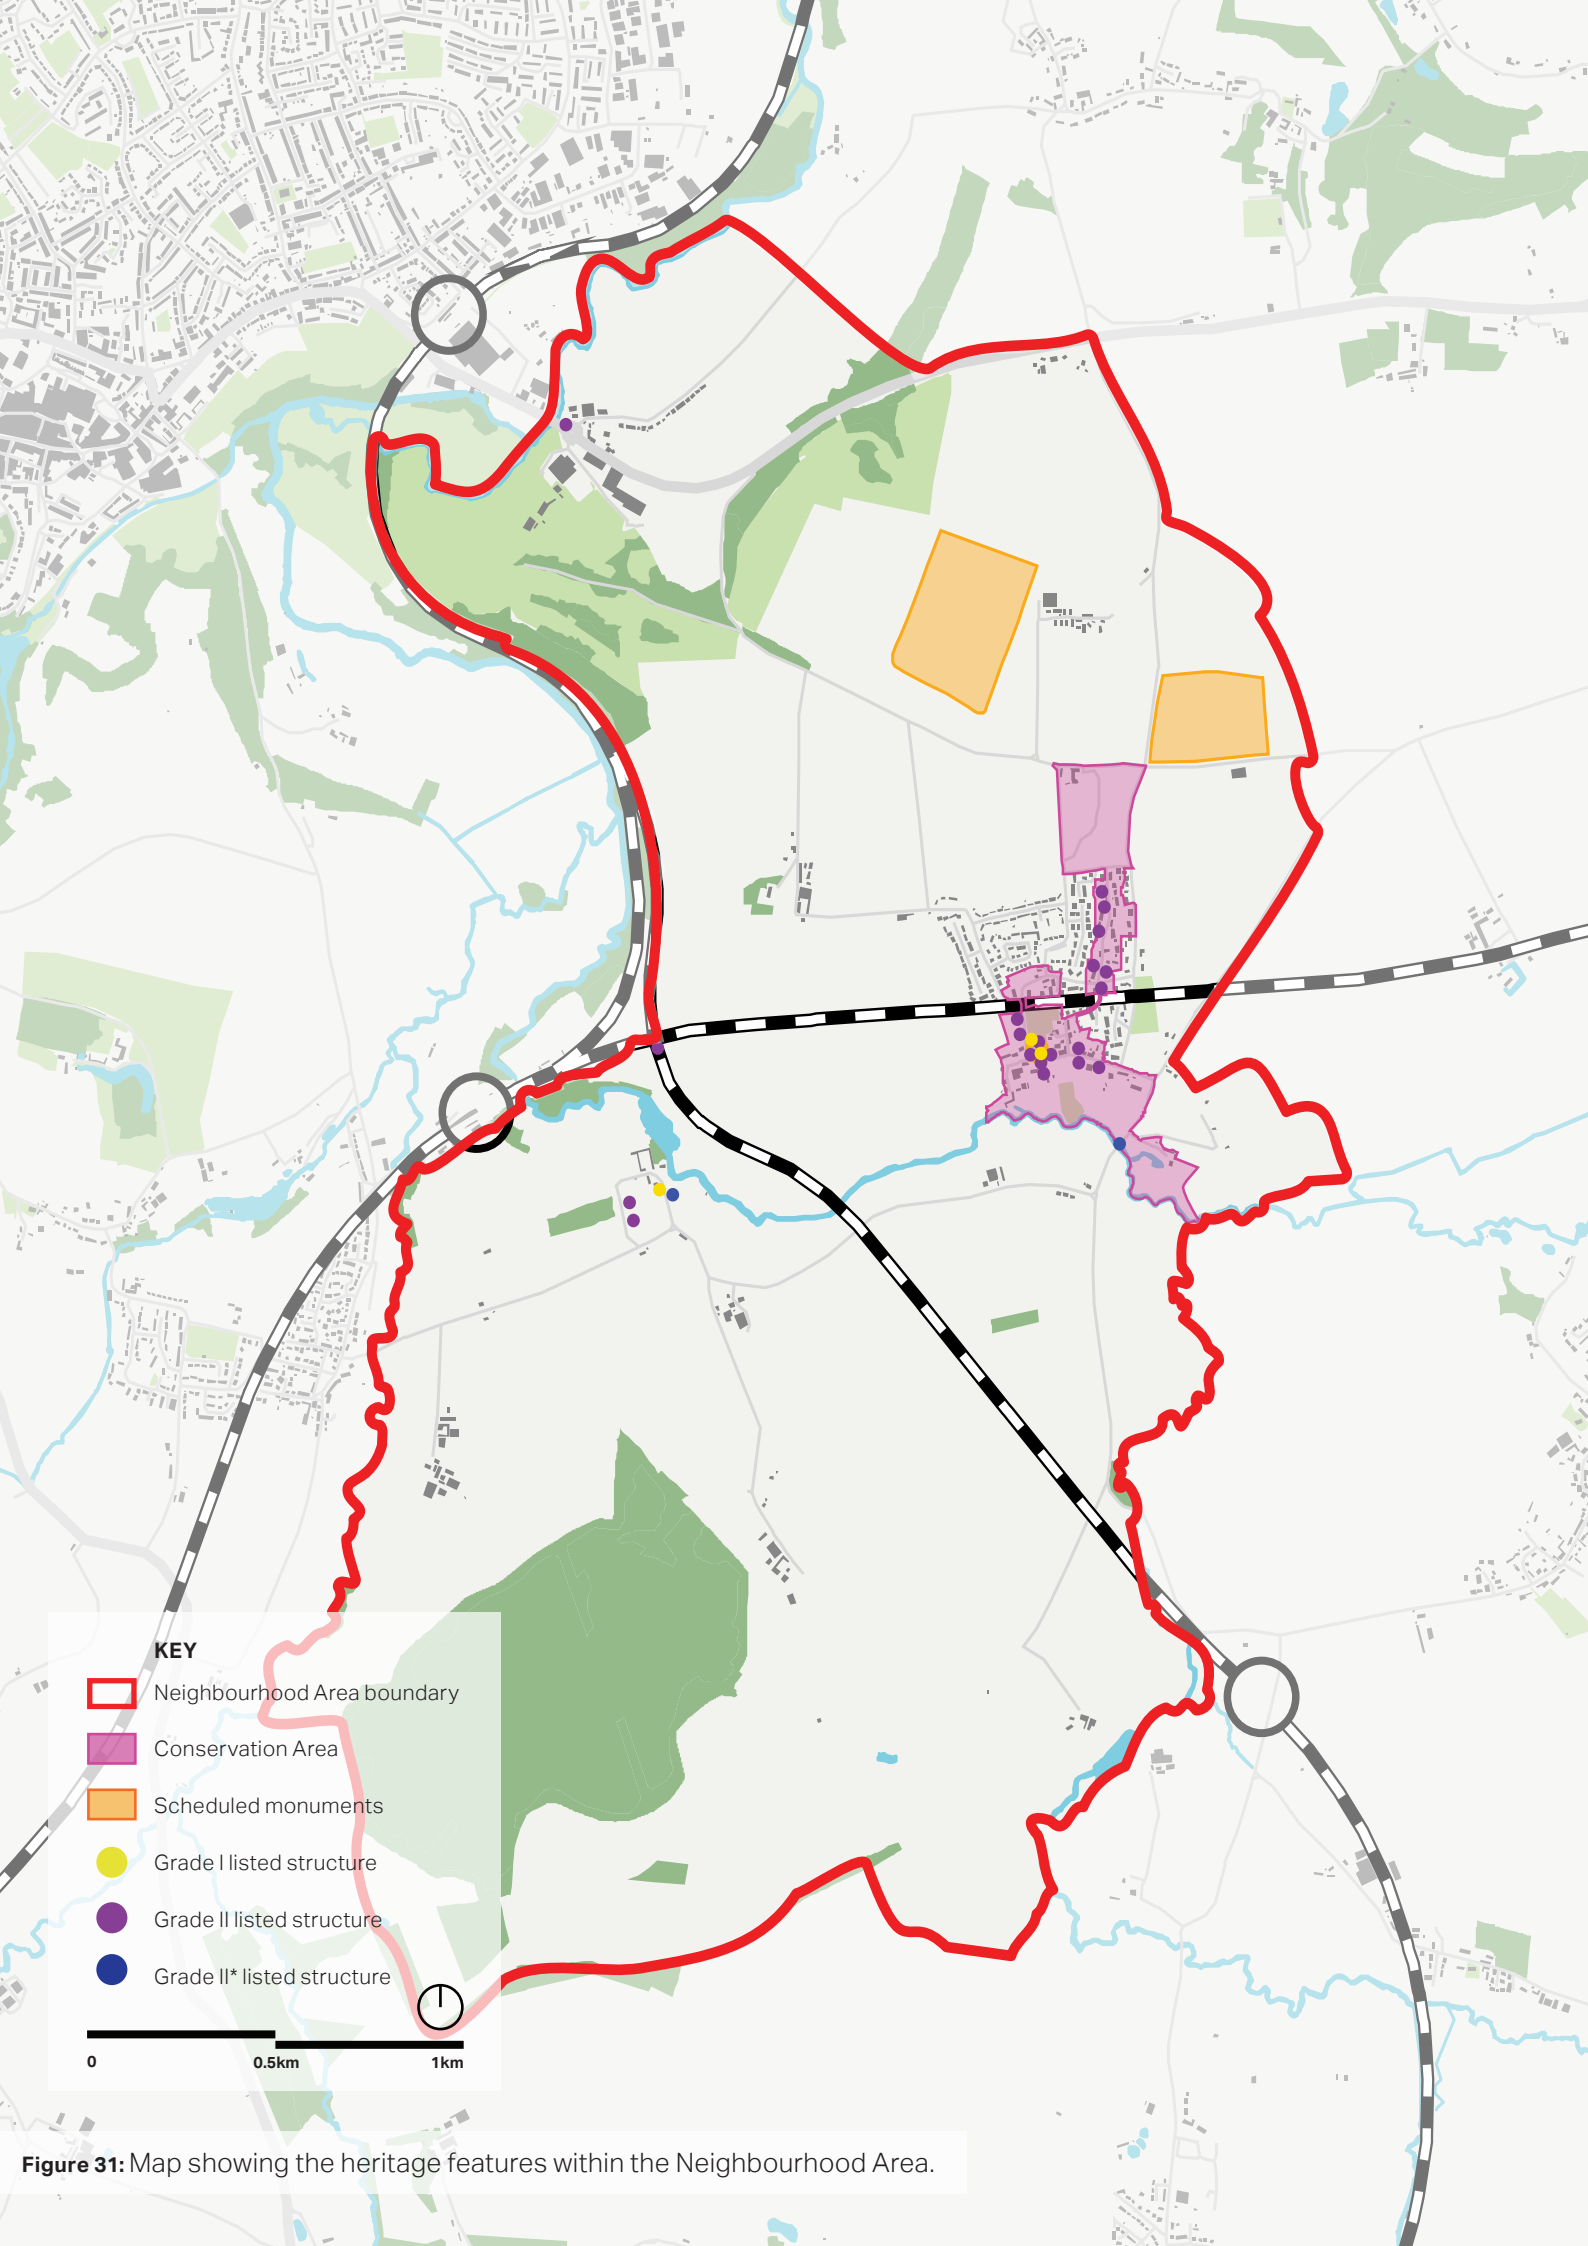 KEY
Neighbourhood Area boundary
Conservation Area
Scheduled monuments
Grade I listed structure
Grade II listed structure
Grade II* listed structure
0 0.5km 1km
Figure 31: Map showing the heritage features within the Neighbourhood Area.